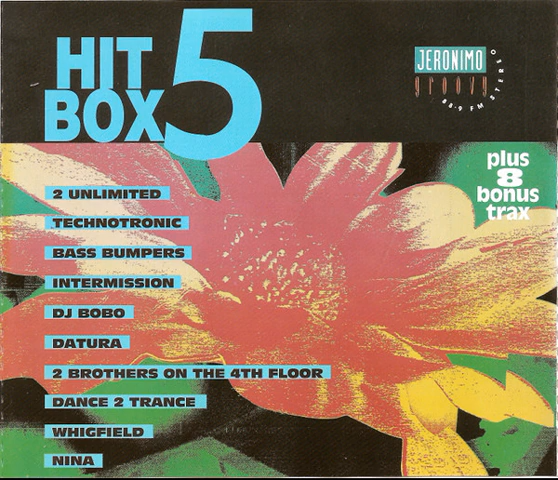 HIT
BOX 5
JERONIMO
groovy
88.9 FM STEREO
plus
8
bonus
trax
2 UNLIMITED
TECHNOTRONIC
BASS BUMPERS
INTERMISSION
DJ BOBO
DATURA
2 BROTHERS ON THE 4TH FLOOR
DANCE 2 TRANCE
WHIGFIELD
NINA